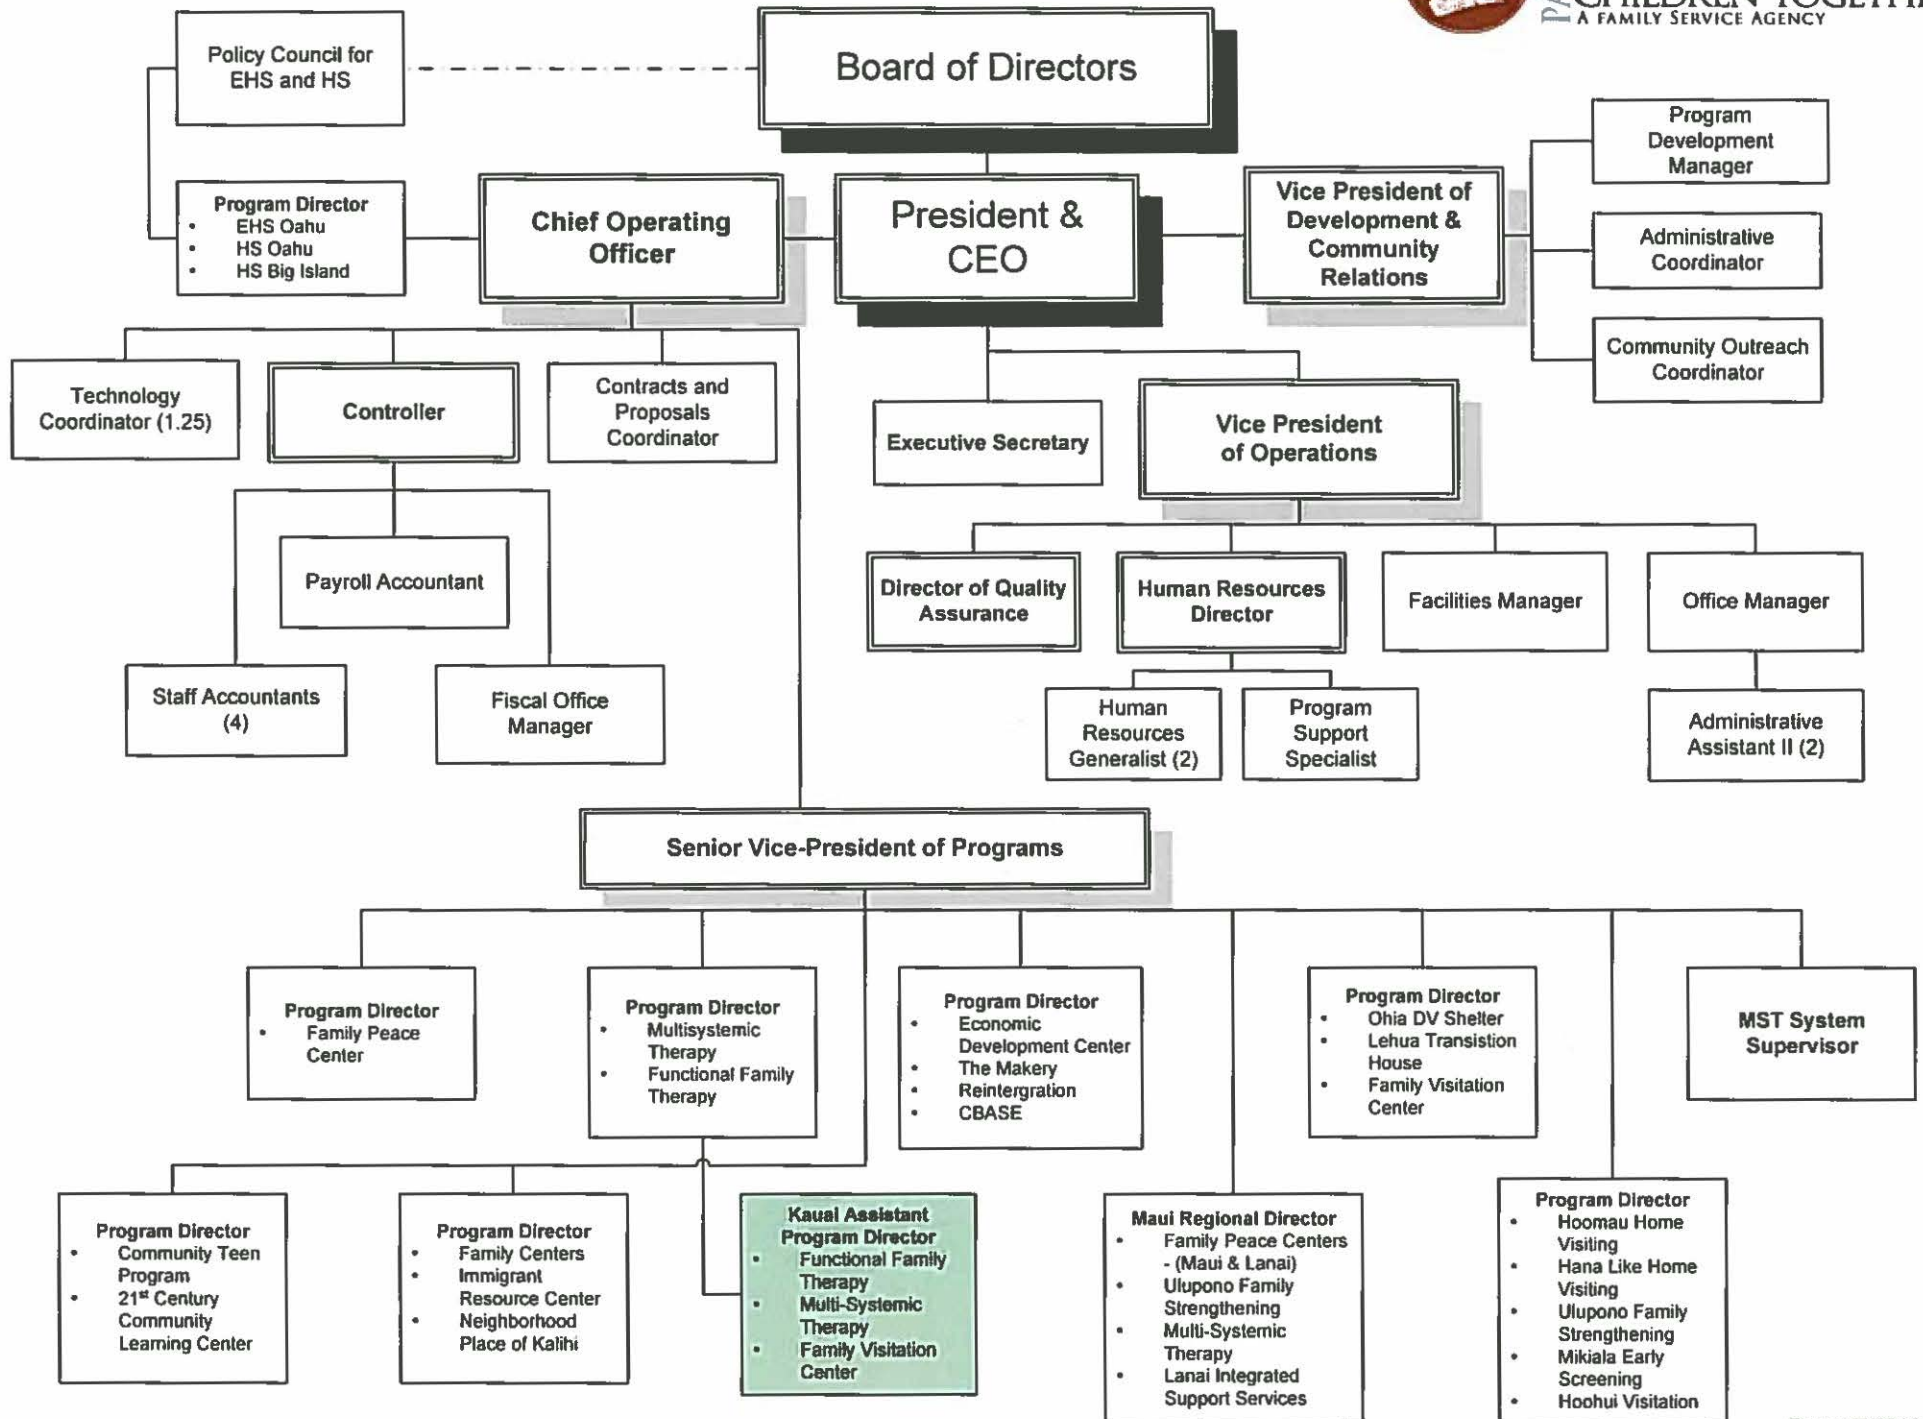 PA
CHILDREN TOGETH
A FAMILY SERVICE AGENCY
Policy Council for
EHS and HS
Board of Directors
Program
Development
Manager
Program Director
• EHS Oahu
• HS Oahu
• HS Big Island
Chief Operating
Officer
President &
CEO
Vice President of
Development &
Community
Relations
Administrative
Coordinator
Community Outreach
Coordinator
Technology
Coordinator (1.25)
Controller
Contracts and
Proposals
Coordinator
Executive Secretary
Vice President
of Operations
Payroll Accountant
Director of Quality
Assurance
Human Resources
Director
Facilities Manager
Office Manager
Staff Accountants
(4)
Fiscal Office
Manager
Human
Resources
Generalist (2)
Program
Support
Specialist
Administrative
Assistant II (2)
Senior Vice-President of Programs
Program Director
• Family Peace
Center
Program Director
• Multisystemic
Therapy
• Functional Family
Therapy
Program Director
• Economic
Development Center
• The Makery
• Reintergration
• CBASE
Program Director
• Ohia DV Shelter
• Lehua Transistion
House
• Family Visitation
Center
MST System
Supervisor
Program Director
• Community Teen
Program
• 21st Century
Community
Learning Center
Program Director
• Family Centers
• Immigrant
Resource Center
• Neighborhood
Place of Kalihi
Kauai Assistant
Program Director
• Functional Family
Therapy
• Multi-Systemic
Therapy
• Family Visitation
Center
Maui Regional Director
• Family Peace Centers
- (Maui & Lanai)
• Ulupono Family
Strengthening
• Multi-Systemic
Therapy
• Lanai Integrated
Support Services
Program Director
• Hoomau Home
Visiting
• Hana Like Home
Visiting
• Ulupono Family
Strengthening
• Mikiala Early
Screening
• Hoohui Visitation